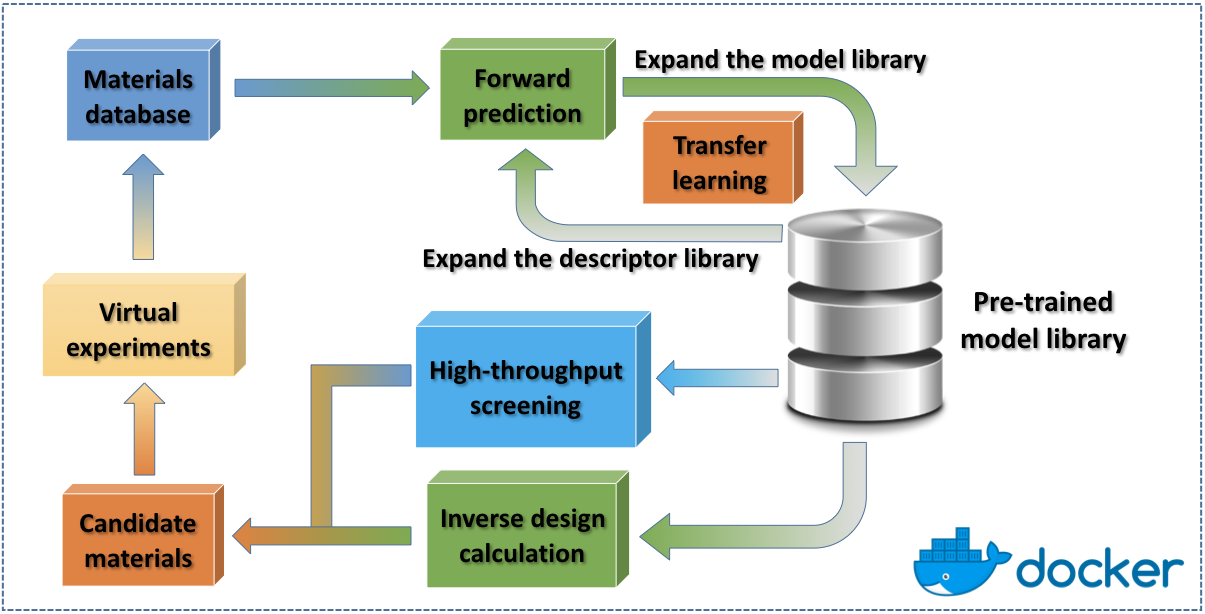 Materials
database
Forward
prediction
Expand the model library
Transfer
learning
Expand the descriptor library
Pre-trained
model library
Virtual
experiments
High-throughput
screening
Candidate
materials
Inverse design
calculation
docker